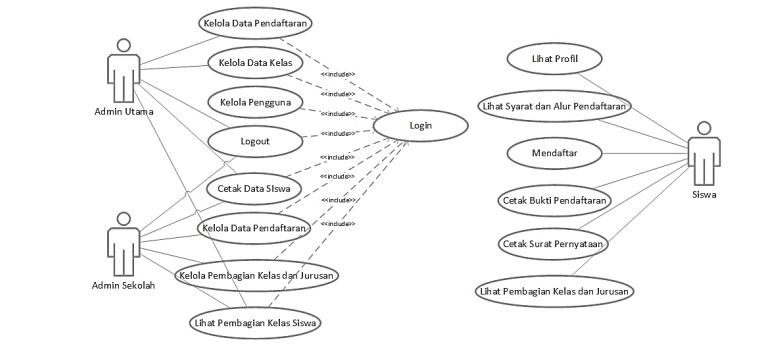 Kelola Data Pendaftaran
Kelola Data Kelas
Kelola Pengguna
Logout
Cetak Data SIswa
Kelola Data Pendaftaran
Kelola Pembagian Kelas dan Jurusan
Lihat Pembagian Kelas Siswa
Admin Utama
Admin Sekolah
<<include>>
<<include>>
<<include>>
<<include>>
<<include>>
<<include>>
<<include>>
<<include>>
Login
LIhat Profil
Lihat Syarat dan Alur Pendaftaran
Mendaftar
Cetak Bukti Pendaftaran
Cetak Surat Pernyataan
Lihat Pembagian Kelas dan Jurusan
Siswa